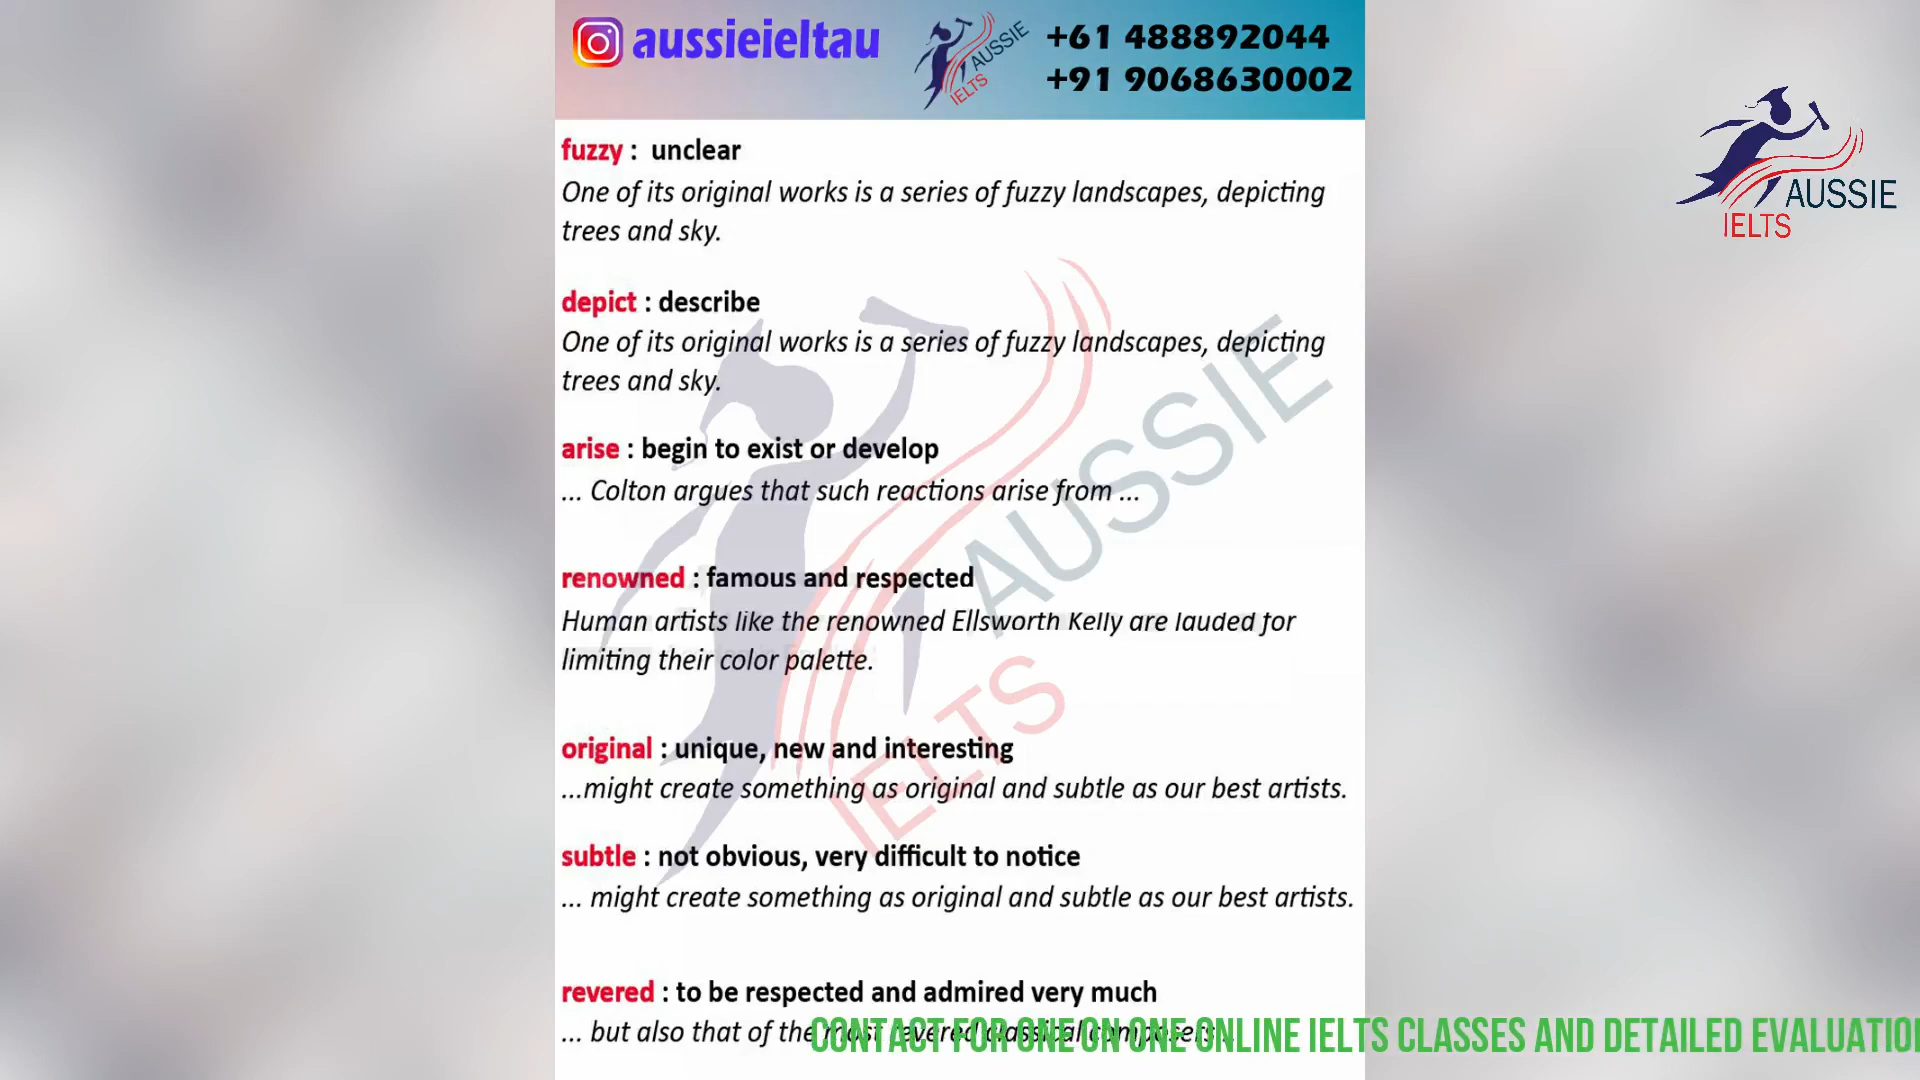 aussieieltau
AUSSIE
IELTS
+61 488892044
+91 9068630002
AUSSIE
IELTS
fuzzy : unclear
One of its original works is a series of fuzzy landscapes, depicting
trees and sky.
depict : describe
One of its original works is a series of fuzzy landscapes, depicting
trees and sky.
arise : begin to exist or develop
... Colton argues that such reactions arise from ...
renowned : famous and respected
Human artists like the renowned Ellsworth Kelly are lauded for
limiting their color palette.
original : unique, new and interesting
...might create something as original and subtle as our best artists.
subtle : not obvious, very difficult to notice
... might create something as original and subtle as our best artists.
revered : to be respected and admired very much
... but also that of the most revered classical composers
CONTACT FOR ONE ON ONE ONLINE IELTS CLASSES AND DETAILED EVALUATION
AUSSIE
IELTS